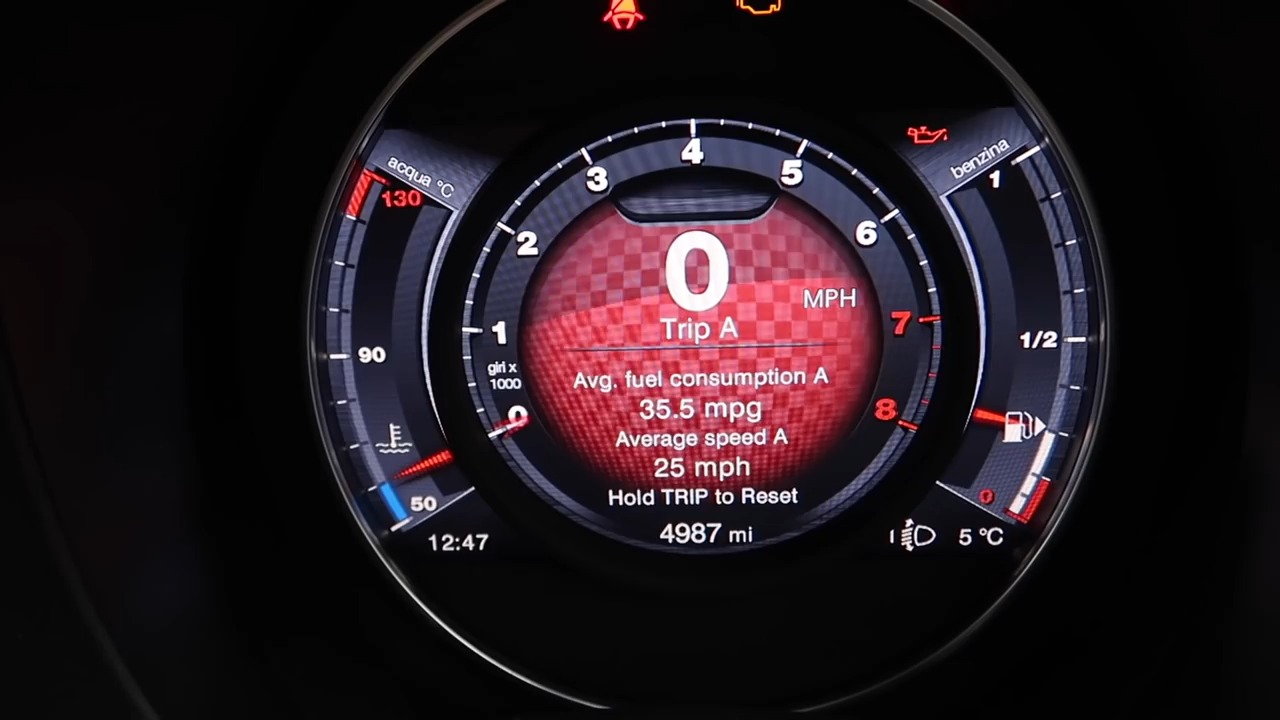 acqua °C
130
90
50
12:47
giri x
1000
0
1
2
3
4
5
6
7
8
0
MPH
Trip A
Avg. fuel consumption A
35.5 mpg
Average speed A
25 mph
Hold TRIP to Reset
4987 mi
benzina
1
1/2
0
5 °C